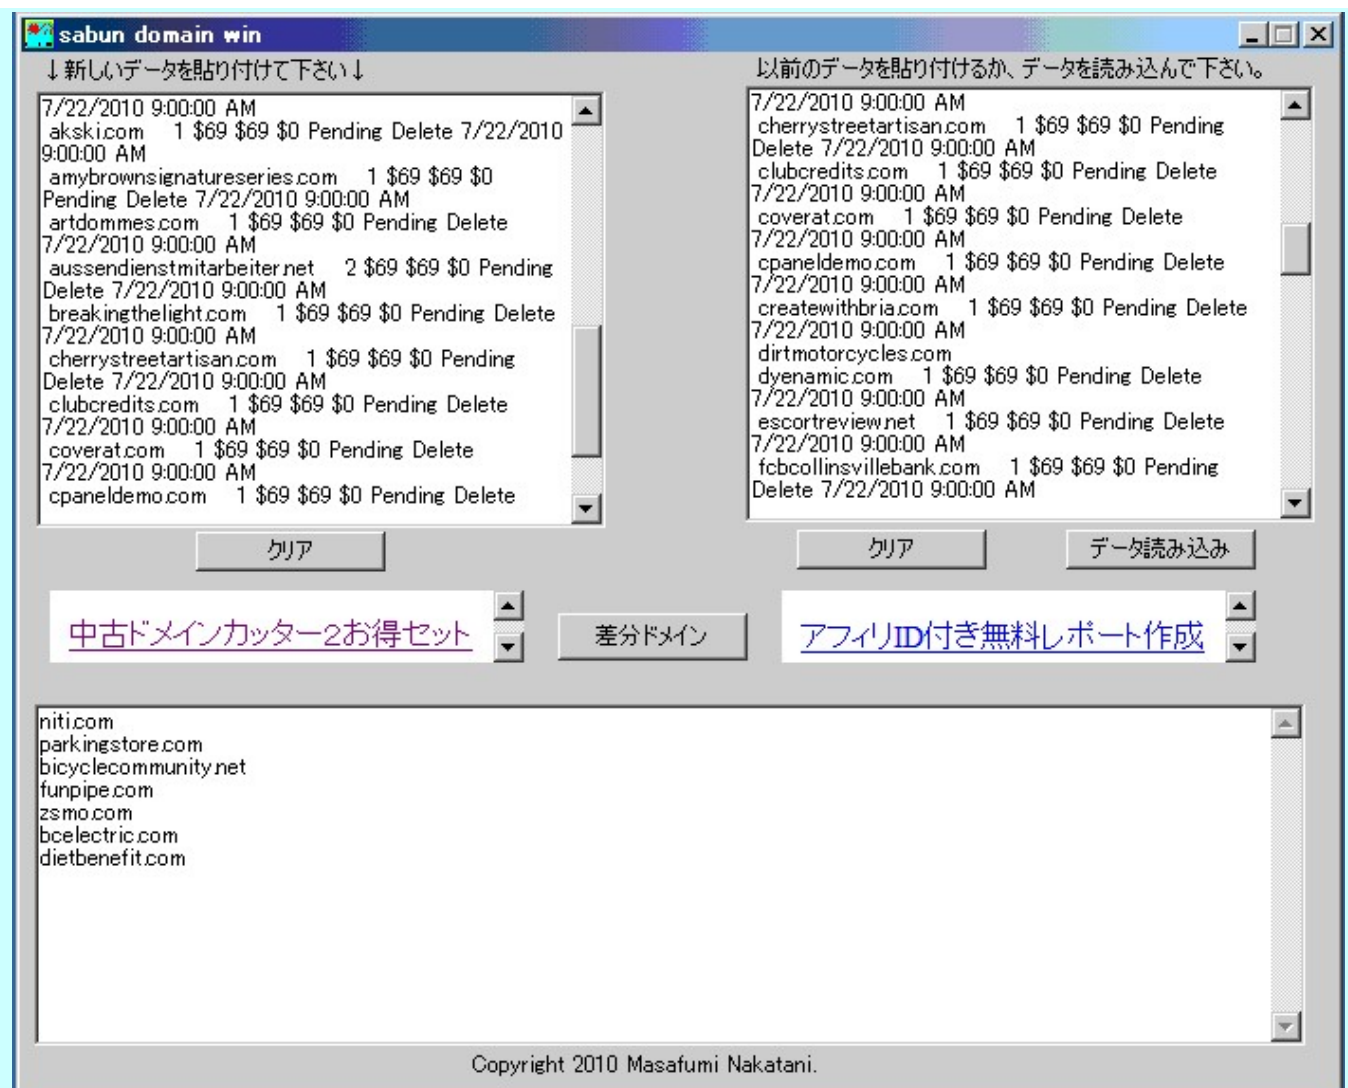 sabun domain win
↓新しいデータを貼り付けて下さい↓
7/22/2010 9:00:00 AM
akski.com 1 $69 $69 $0 Pending Delete 7/22/2010
9:00:00 AM
amybrownsignatureseries.com 1 $69 $69 $0
Pending Delete 7/22/2010 9:00:00 AM
artdommes.com 1 $69 $69 $0 Pending Delete
7/22/2010 9:00:00 AM
aussendienstmitarbeiter.net 2 $69 $69 $0 Pending
Delete 7/22/2010 9:00:00 AM
breakingthelight.com 1 $69 $69 $0 Pending Delete
7/22/2010 9:00:00 AM
cherrystreetartisan.com 1 $69 $69 $0 Pending
Delete 7/22/2010 9:00:00 AM
clubcredits.com 1 $69 $69 $0 Pending Delete
7/22/2010 9:00:00 AM
coverat.com 1 $69 $69 $0 Pending Delete
7/22/2010 9:00:00 AM
cpaneldemo.com 1 $69 $69 $0 Pending Delete
クリア
以前のデータを貼り付けるか、データを読み込んで下さい。
7/22/2010 9:00:00 AM
cherrystreetartisan.com 1 $69 $69 $0 Pending
Delete 7/22/2010 9:00:00 AM
clubcredits.com 1 $69 $69 $0 Pending Delete
7/22/2010 9:00:00 AM
coverat.com 1 $69 $69 $0 Pending Delete
7/22/2010 9:00:00 AM
cpaneldemo.com 1 $69 $69 $0 Pending Delete
7/22/2010 9:00:00 AM
createwithbria.com 1 $69 $69 $0 Pending Delete
7/22/2010 9:00:00 AM
dirtmotorcycles.com
dyenamic.com 1 $69 $69 $0 Pending Delete
7/22/2010 9:00:00 AM
escortreview.net 1 $69 $69 $0 Pending Delete
7/22/2010 9:00:00 AM
fcbcollinsvillebank.com 1 $69 $69 $0 Pending
Delete 7/22/2010 9:00:00 AM
クリア
データ読み込み
中古ドメインカッター2お得セット
差分ドメイン
アフィリID付き無料レポート作成
niti.com
parkingstore.com
bicyclecommunity.net
funpipe.com
zsmo.com
bcelectric.com
dietbenefit.com
Copyright 2010 Masafumi Nakatani.